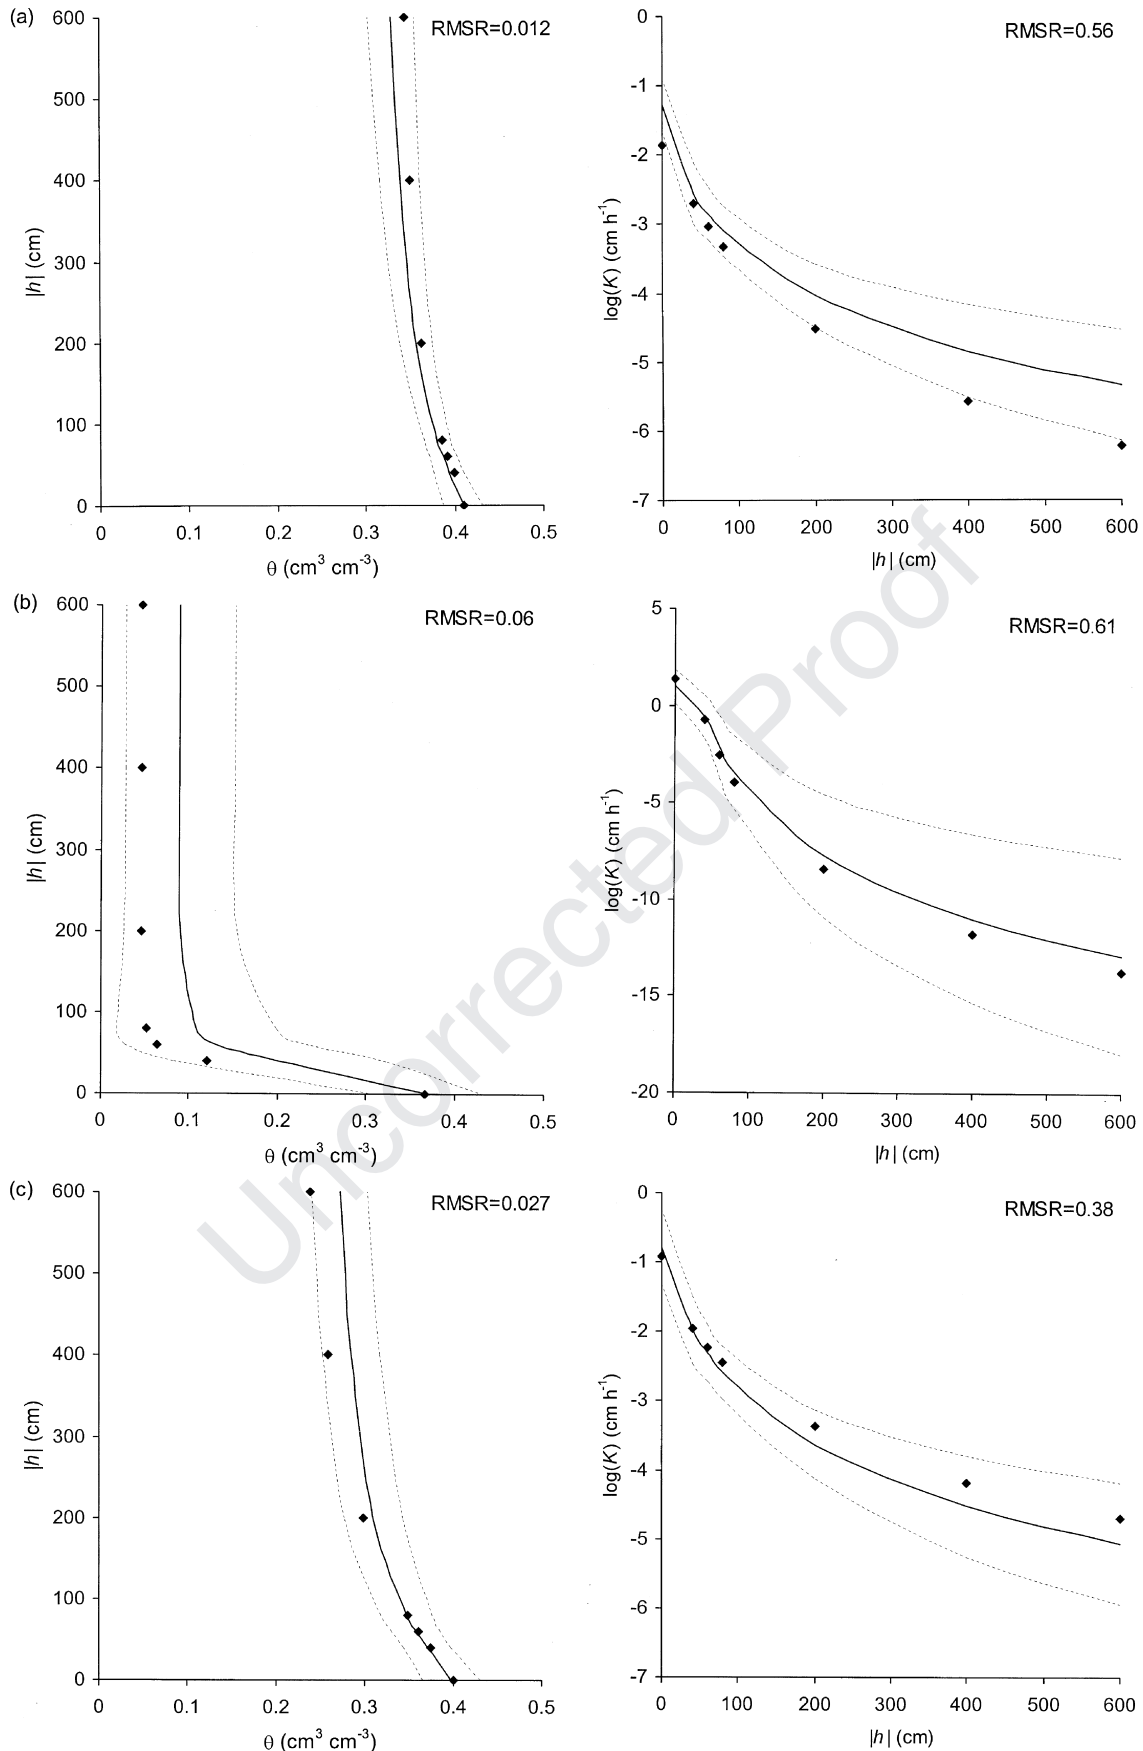 (a)
600
500
400
300
200
100
0
|h| (cm)
RMSR=0.012
0 0.1 0.2 0.3 0.4 0.5
θ (cm³ cm⁻³)
0
-1
-2
-3
-4
-5
-6
-7
log(K) (cm h⁻¹)
RMSR=0.56
0 100 200 300 400 500 600
|h| (cm)
(b)
600
500
400
300
200
100
0
|h| (cm)
RMSR=0.06
0 0.1 0.2 0.3 0.4 0.5
θ (cm³ cm⁻³)
5
0
-5
-10
-15
-20
log(K) (cm h⁻¹)
RMSR=0.61
0 100 200 300 400 500 600
|h| (cm)
(c)
600
500
400
300
200
100
0
|h| (cm)
RMSR=0.027
0 0.1 0.2 0.3 0.4 0.5
θ (cm³ cm⁻³)
0
-1
-2
-3
-4
-5
-6
-7
log(K) (cm h⁻¹)
RMSR=0.38
0 100 200 300 400 500 600
|h| (cm)
Uncorrected Proof